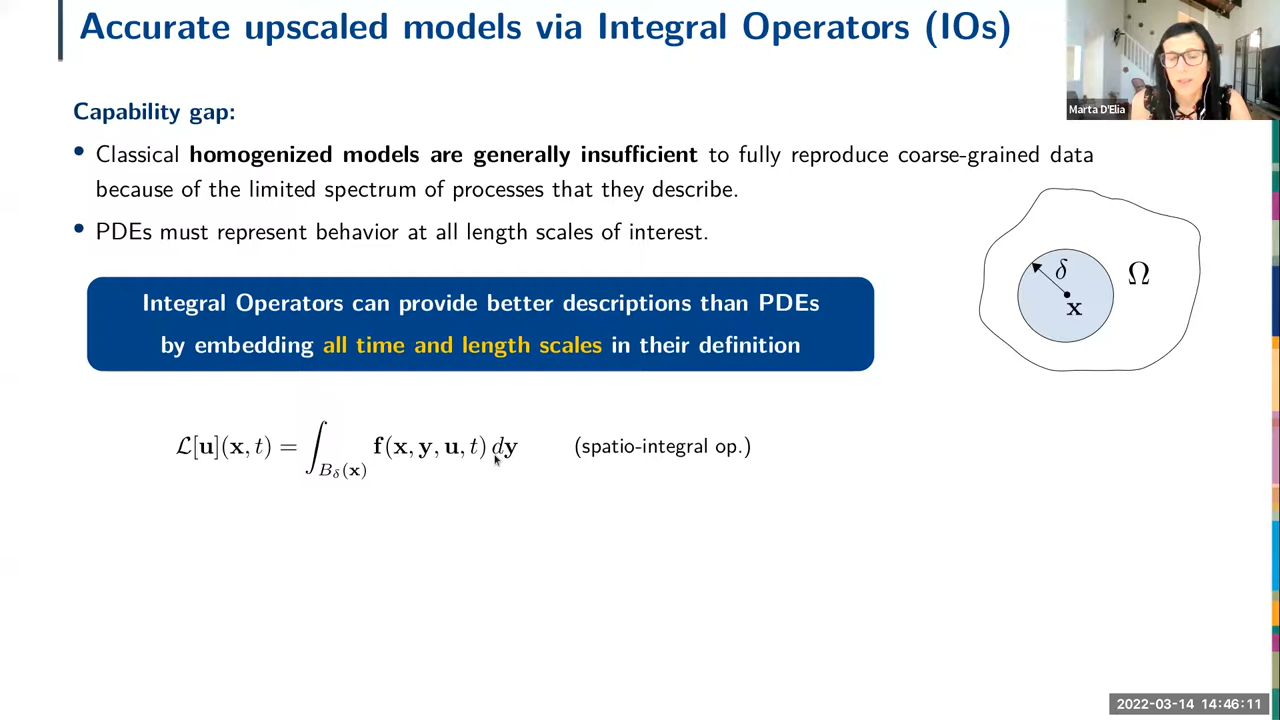 Accurate upscaled models via Integral Operators (IOs)
Marta D'Elia
Capability gap:
• Classical homogenized models are generally insufficient to fully reproduce coarse-grained data
because of the limited spectrum of processes that they describe.
• PDEs must represent behavior at all length scales of interest.
δ
Ω
x
Integral Operators can provide better descriptions than PDEs
by embedding all time and length scales in their definition
ℒ[u](x, t) = ∫_{B_δ(x)} f(x, y, u, t) dy (spatio-integral op.)
2022-03-14 14:46:11